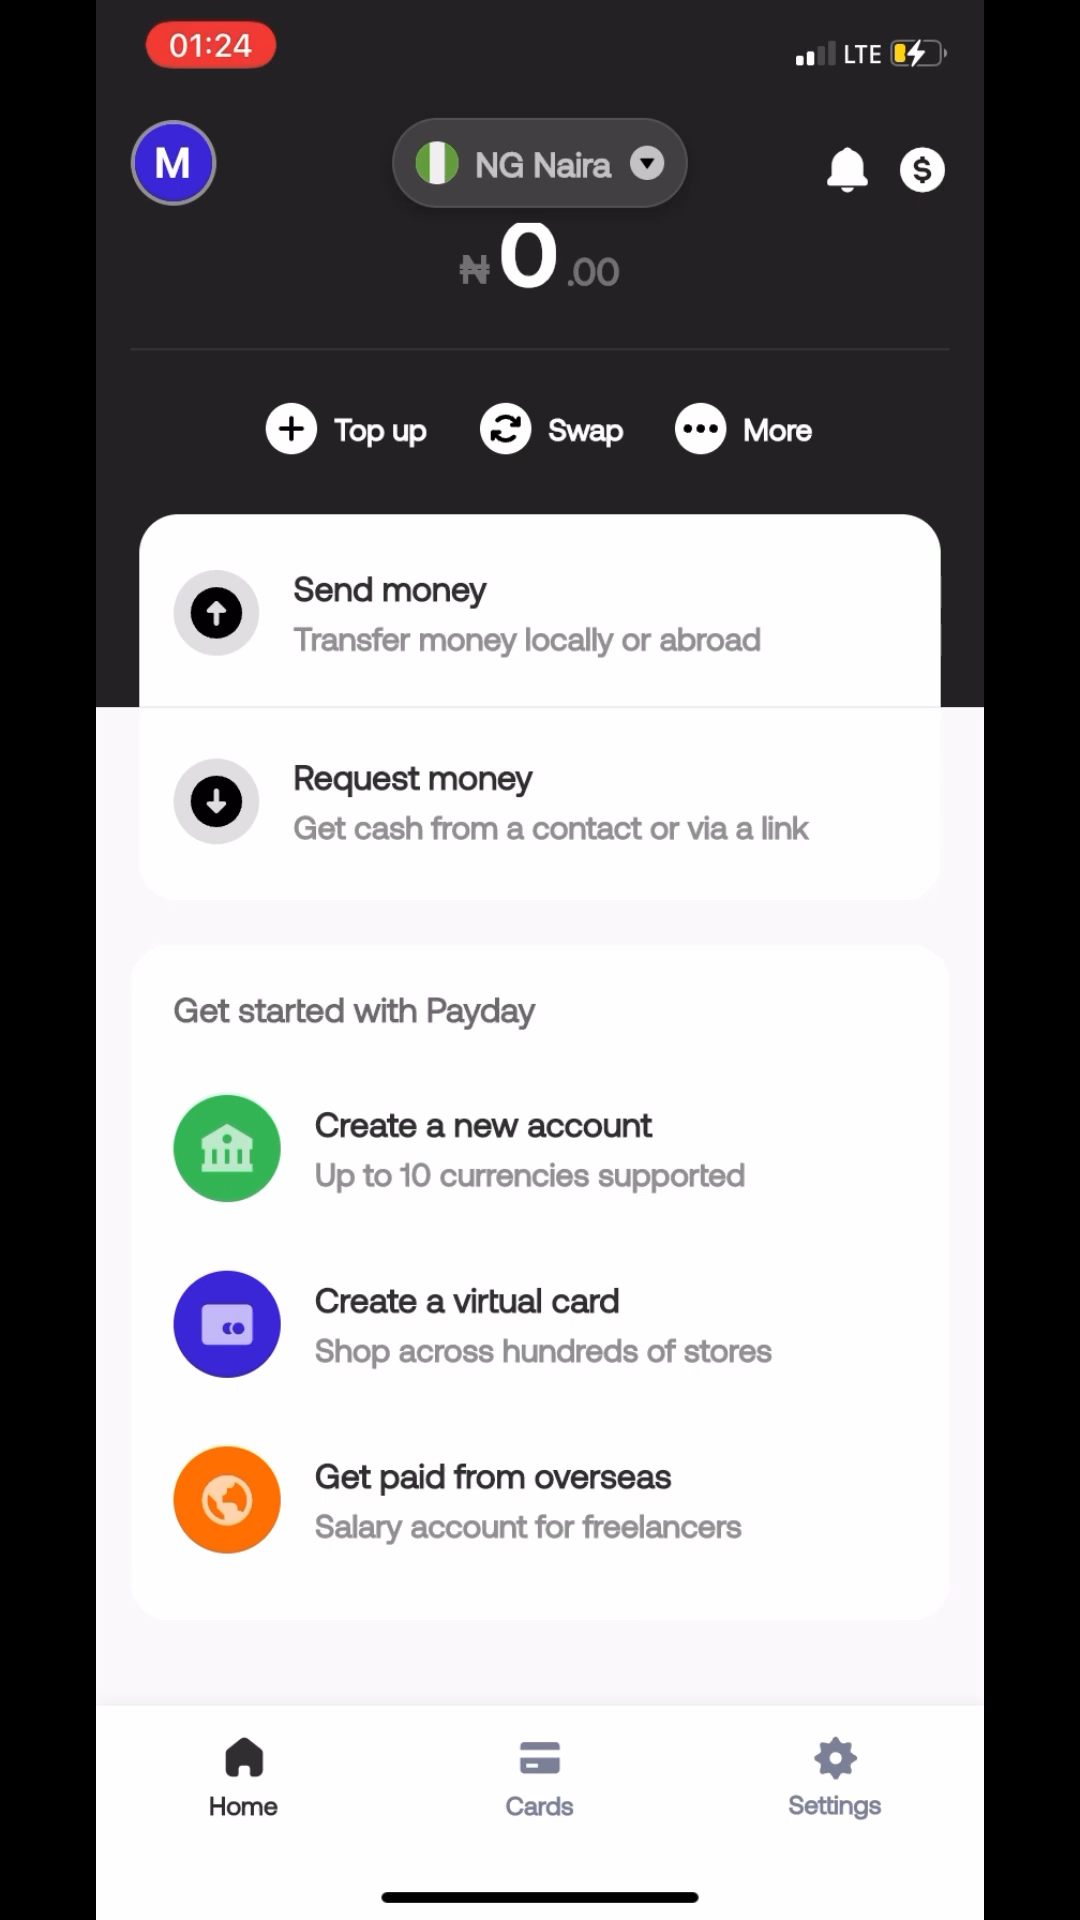 01:24
LTE
M
NG Naira
$
₦0.00
Top up
Swap
More
Send money
Transfer money locally or abroad
Request money
Get cash from a contact or via a link
Get started with Payday
Create a new account
Up to 10 currencies supported
Create a virtual card
Shop across hundreds of stores
Get paid from overseas
Salary account for freelancers
Home
Cards
Settings